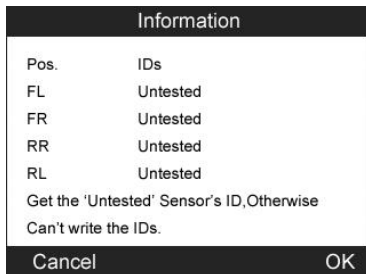 Information
Pos. IDs
FL Untested
FR Untested
RR Untested
RL Untested
Get the 'Untested' Sensor's ID,Otherwise
Can't write the IDs.
Cancel OK